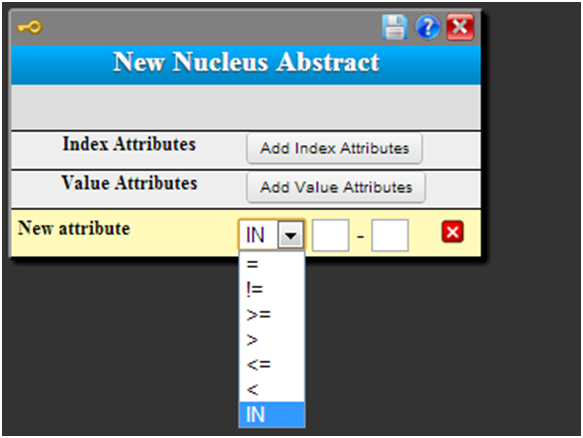 New Nucleus Abstract
Index Attributes Add Index Attributes
Value Attributes Add Value Attributes
New attribute IN -
=
!=
>=
>
<=
<
IN